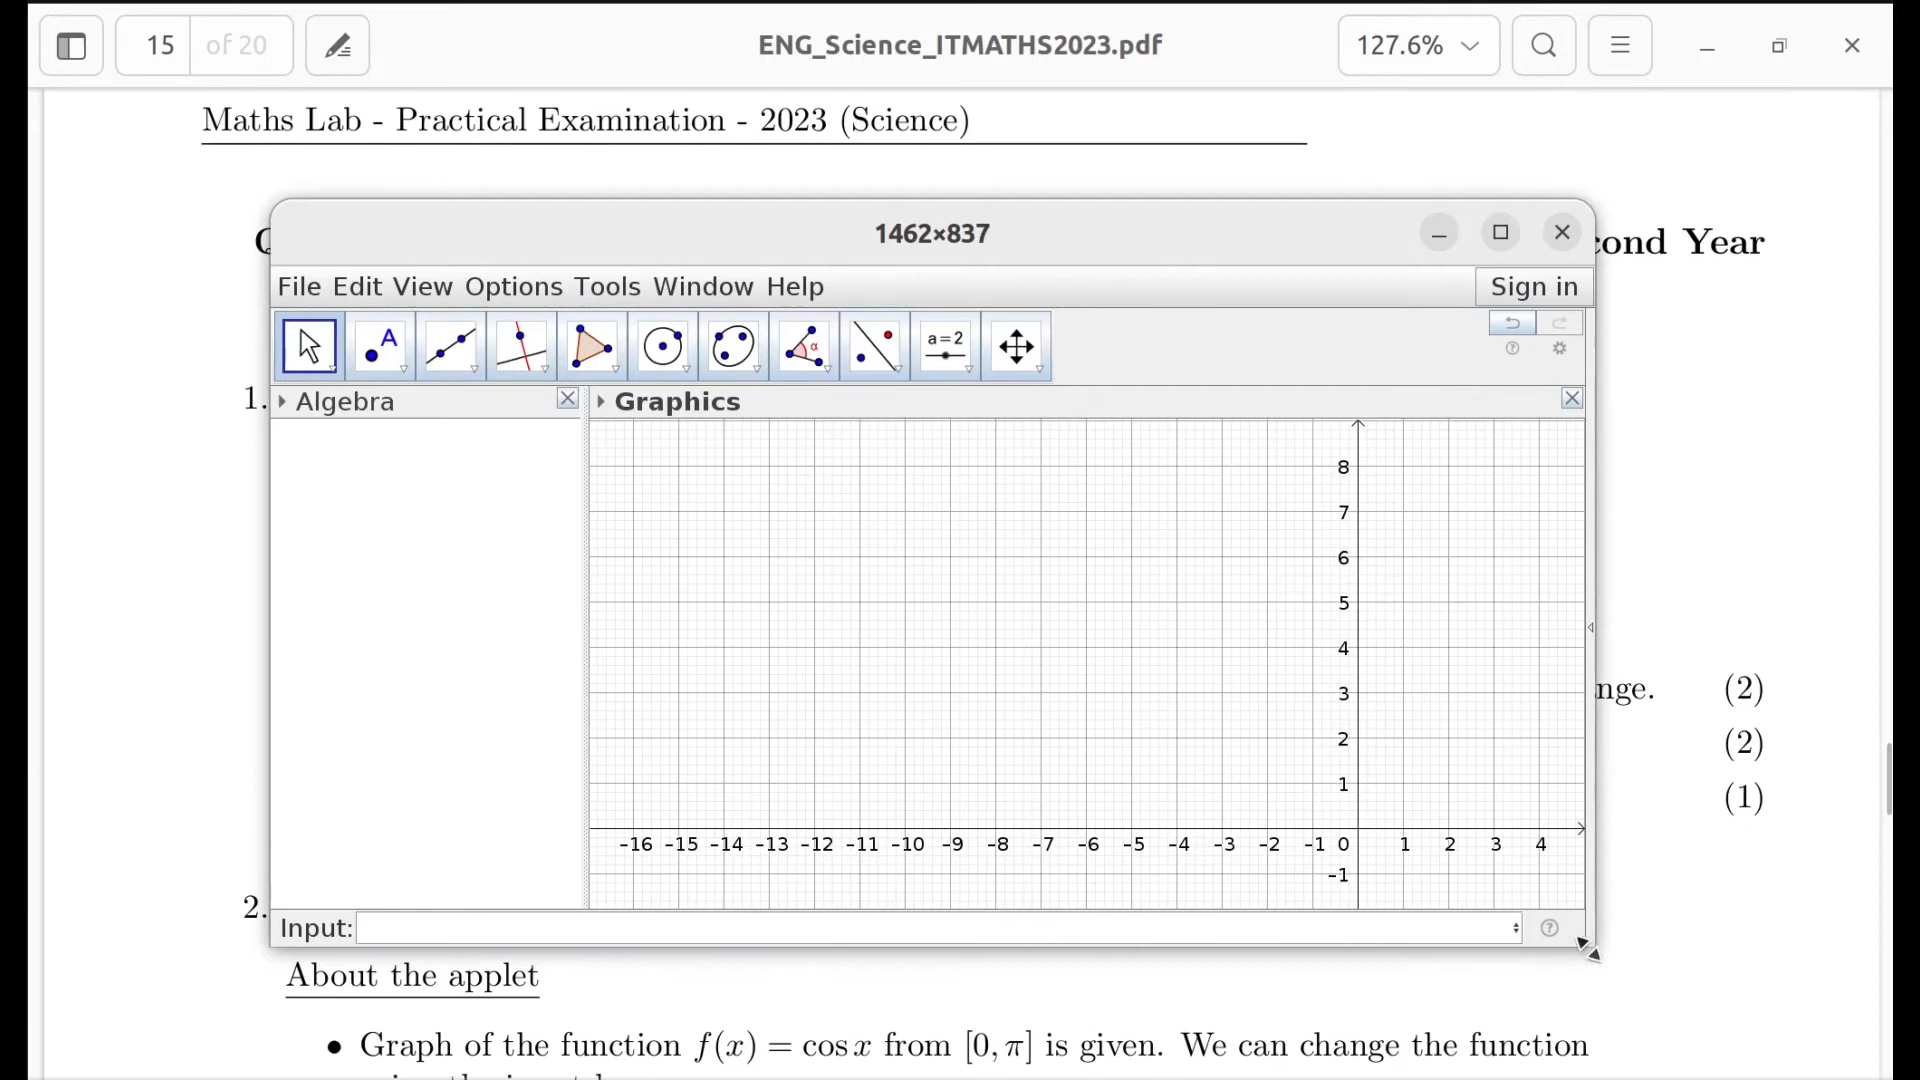 15 of 20 ENG_Science_ITMATHS2023.pdf 127.6%
Maths Lab - Practical Examination - 2023 (Science)
cond Year
1462×837
File Edit View Options Tools Window Help Sign in
A α a=2
1.
Algebra Graphics
8
7
6
5
4
3
nge. (2)
2
(2)
1
(1)
-16 -15 -14 -13 -12 -11 -10 -9 -8 -7 -6 -5 -4 -3 -2 -1 0 1 2 3 4
-1
2.
Input:
About the applet
• Graph of the function f(x) = cos x from [0, π] is given. We can change the function